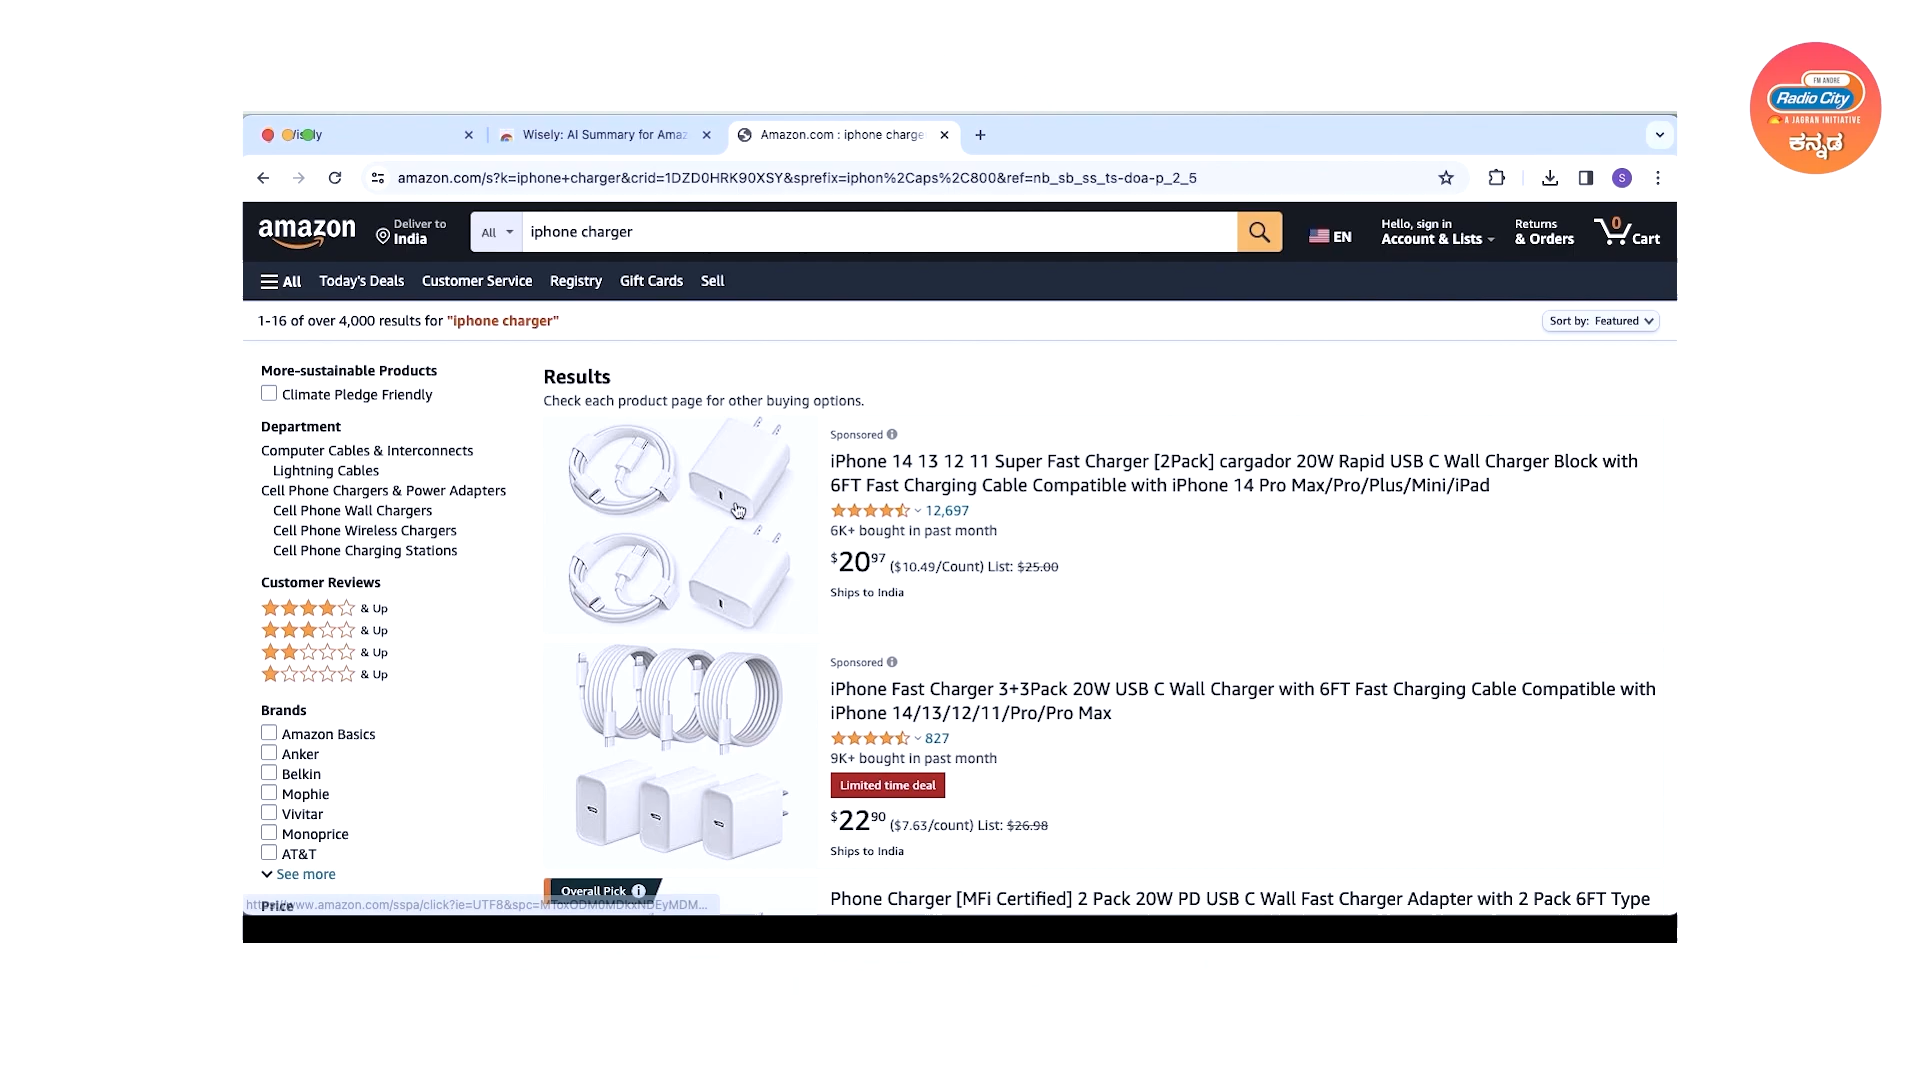 FM ANDRE
Radio City
A JAGRAN INITIATIVE
ಕನ್ನಡ
Wisely: AI Summary for Amaz
Amazon.com : iphone charge
amazon.com/s?k=iphone+charger&crid=1DZD0HRK90XSY&sprefix=iphon%2Caps%2C800&ref=nb_sb_ss_ts-doa-p_2_5
S
amazon
Deliver to
India
All
iphone charger
EN
Hello, sign in
Account & Lists
Returns
& Orders
0
Cart
All
Today's Deals
Customer Service
Registry
Gift Cards
Sell
1-16 of over 4,000 results for "iphone charger"
Sort by: Featured
More-sustainable Products
Climate Pledge Friendly
Department
Computer Cables & Interconnects
Lightning Cables
Cell Phone Chargers & Power Adapters
Cell Phone Wall Chargers
Cell Phone Wireless Chargers
Cell Phone Charging Stations
Customer Reviews
& Up
& Up
& Up
& Up
Brands
Amazon Basics
Anker
Belkin
Mophie
Vivitar
Monoprice
AT&T
See more
Price
Results
Check each product page for other buying options.
Sponsored
iPhone 14 13 12 11 Super Fast Charger [2Pack] cargador 20W Rapid USB C Wall Charger Block with
6FT Fast Charging Cable Compatible with iPhone 14 Pro Max/Pro/Plus/Mini/iPad
12,697
6K+ bought in past month
$20.97 ($10.49/Count) List: $25.00
Ships to India
Sponsored
iPhone Fast Charger 3+3Pack 20W USB C Wall Charger with 6FT Fast Charging Cable Compatible with
iPhone 14/13/12/11/Pro/Pro Max
827
9K+ bought in past month
Limited time deal
$22.90 ($7.63/count) List: $26.98
Ships to India
Overall Pick
Phone Charger [MFi Certified] 2 Pack 20W PD USB C Wall Fast Charger Adapter with 2 Pack 6FT Type